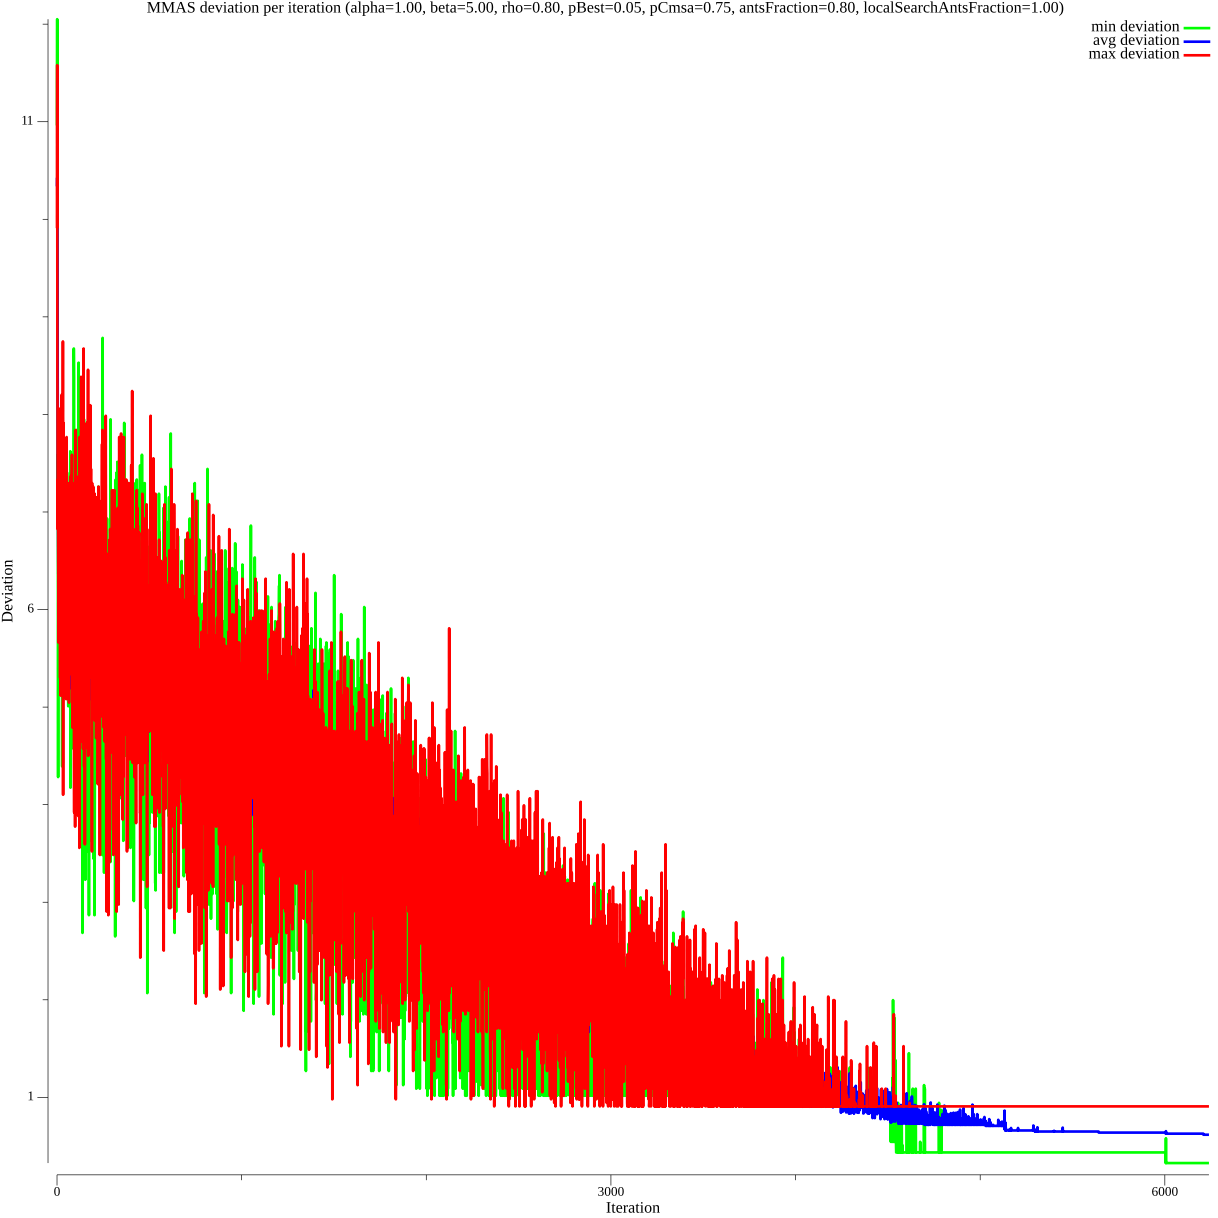 MMAS deviation per iteration (alpha=1.00, beta=5.00, rho=0.80, pBest=0.05, pCmsa=0.75, antsFraction=0.80, localSearchAntsFraction=1.00)
min deviation
avg deviation
max deviation
11
6
1
Deviation
0
3000
6000
Iteration